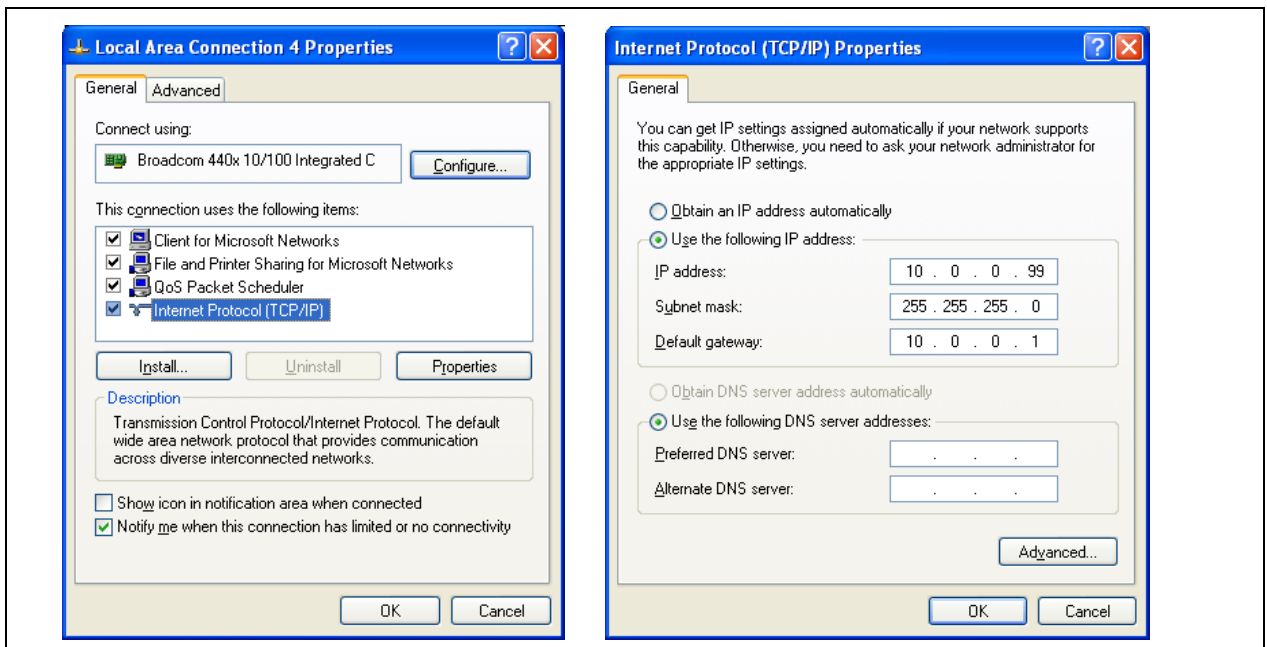 Local Area Connection 4 Properties
General Advanced
Connect using:
Broadcom 440x 10/100 Integrated C
Configure...
This connection uses the following items:
Client for Microsoft Networks
File and Printer Sharing for Microsoft Networks
QoS Packet Scheduler
Internet Protocol (TCP/IP)
Install... Uninstall Properties
Description
Transmission Control Protocol/Internet Protocol. The default
wide area network protocol that provides communication
across diverse interconnected networks.
Show icon in notification area when connected
Notify me when this connection has limited or no connectivity
OK Cancel
Internet Protocol (TCP/IP) Properties
General
You can get IP settings assigned automatically if your network supports
this capability. Otherwise, you need to ask your network administrator for
the appropriate IP settings.
Obtain an IP address automatically
Use the following IP address:
IP address: 10 . 0 . 0 . 99
Subnet mask: 255 . 255 . 255 . 0
Default gateway: 10 . 0 . 0 . 1
Obtain DNS server address automatically
Use the following DNS server addresses:
Preferred DNS server: . . .
Alternate DNS server: . . .
Advanced...
OK Cancel